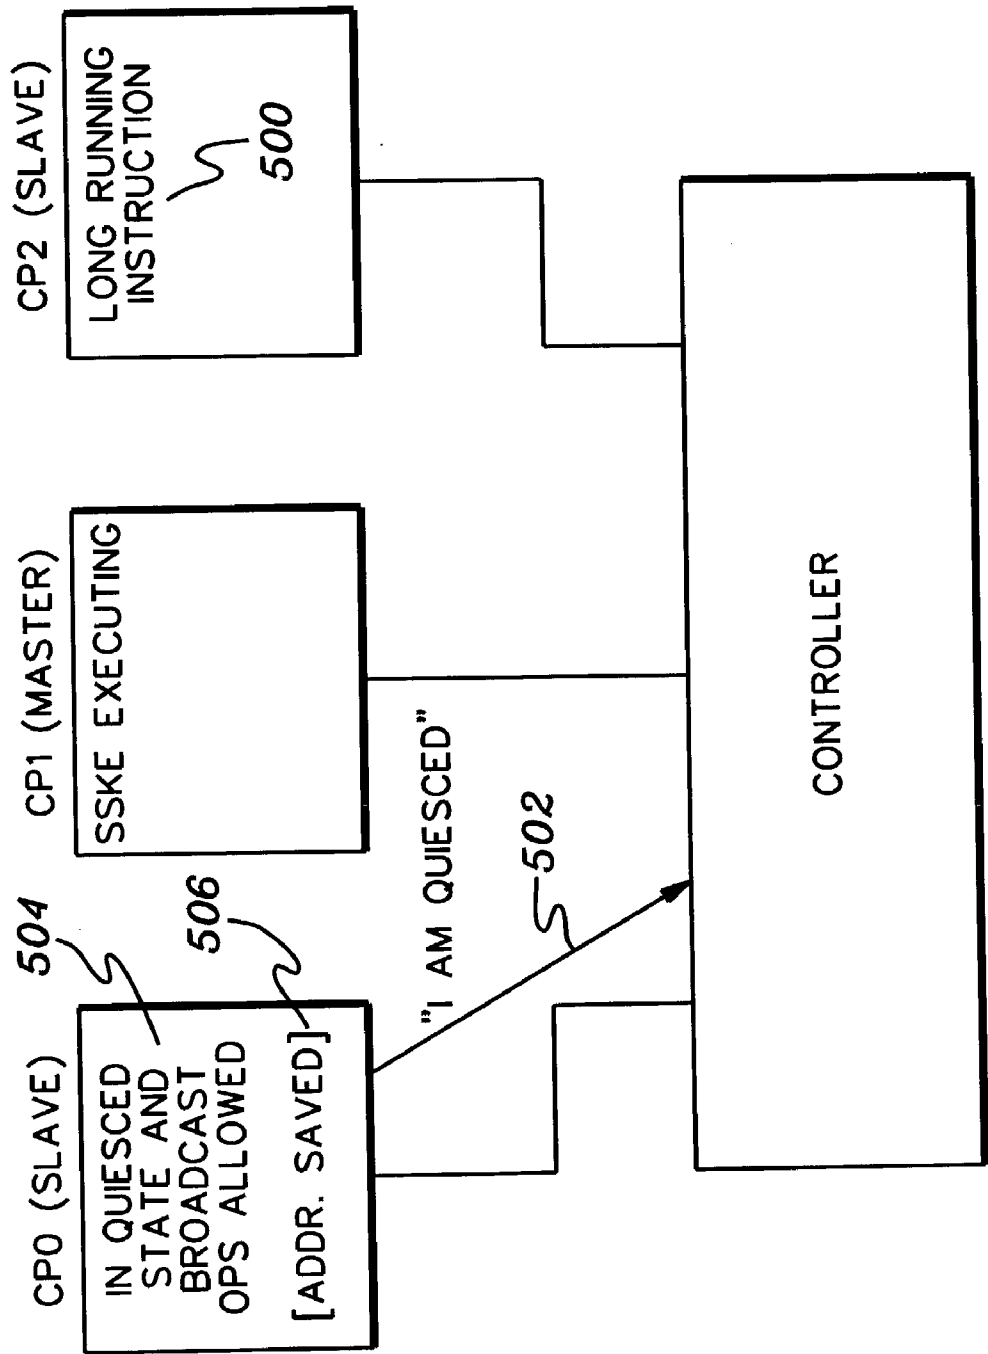 CP0 (SLAVE)
504
IN QUIESCED
STATE AND
BROADCAST
OPS ALLOWED
[ADDR. SAVED]
506
CP1 (MASTER)
SSKE EXECUTING
CP2 (SLAVE)
LONG RUNNING
INSTRUCTION
500
"I AM QUIESCED"
502
CONTROLLER